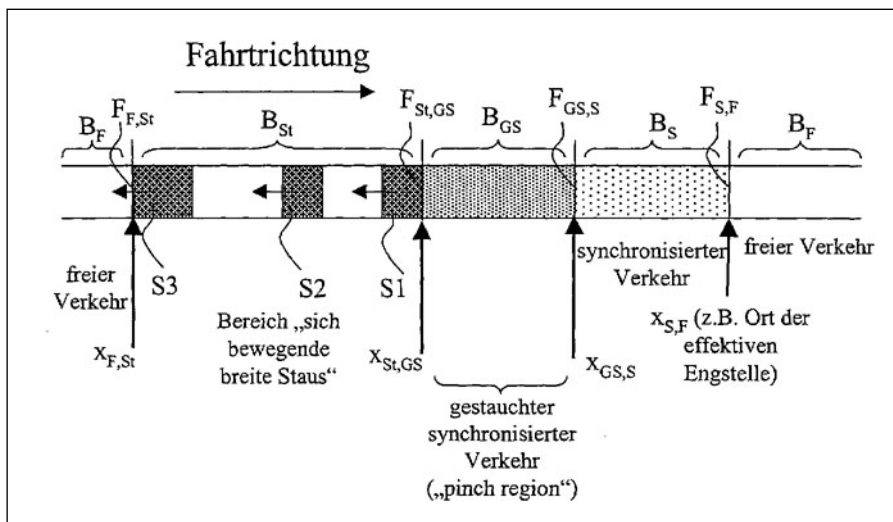 Fahrtrichtung
B_F F_F,St B_St F_St,GS B_GS F_GS,S B_S F_S,F B_F
freier
Verkehr
S3 S2 S1
synchronisierter
Verkehr
freier Verkehr
Bereich „sich
bewegende
breite Staus“
x_F,St
x_St,GS
x_GS,S
x_S,F (z.B. Ort der
effektiven
Engstelle)
gestauchter
synchronisierter
Verkehr
(„pinch region“)